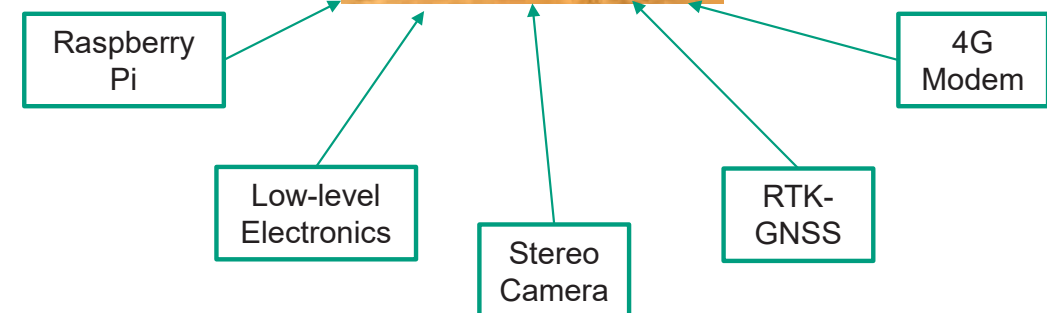 Raspberry
Pi
4G
Modem
Low-level
Electronics
RTK-
GNSS
Stereo
Camera